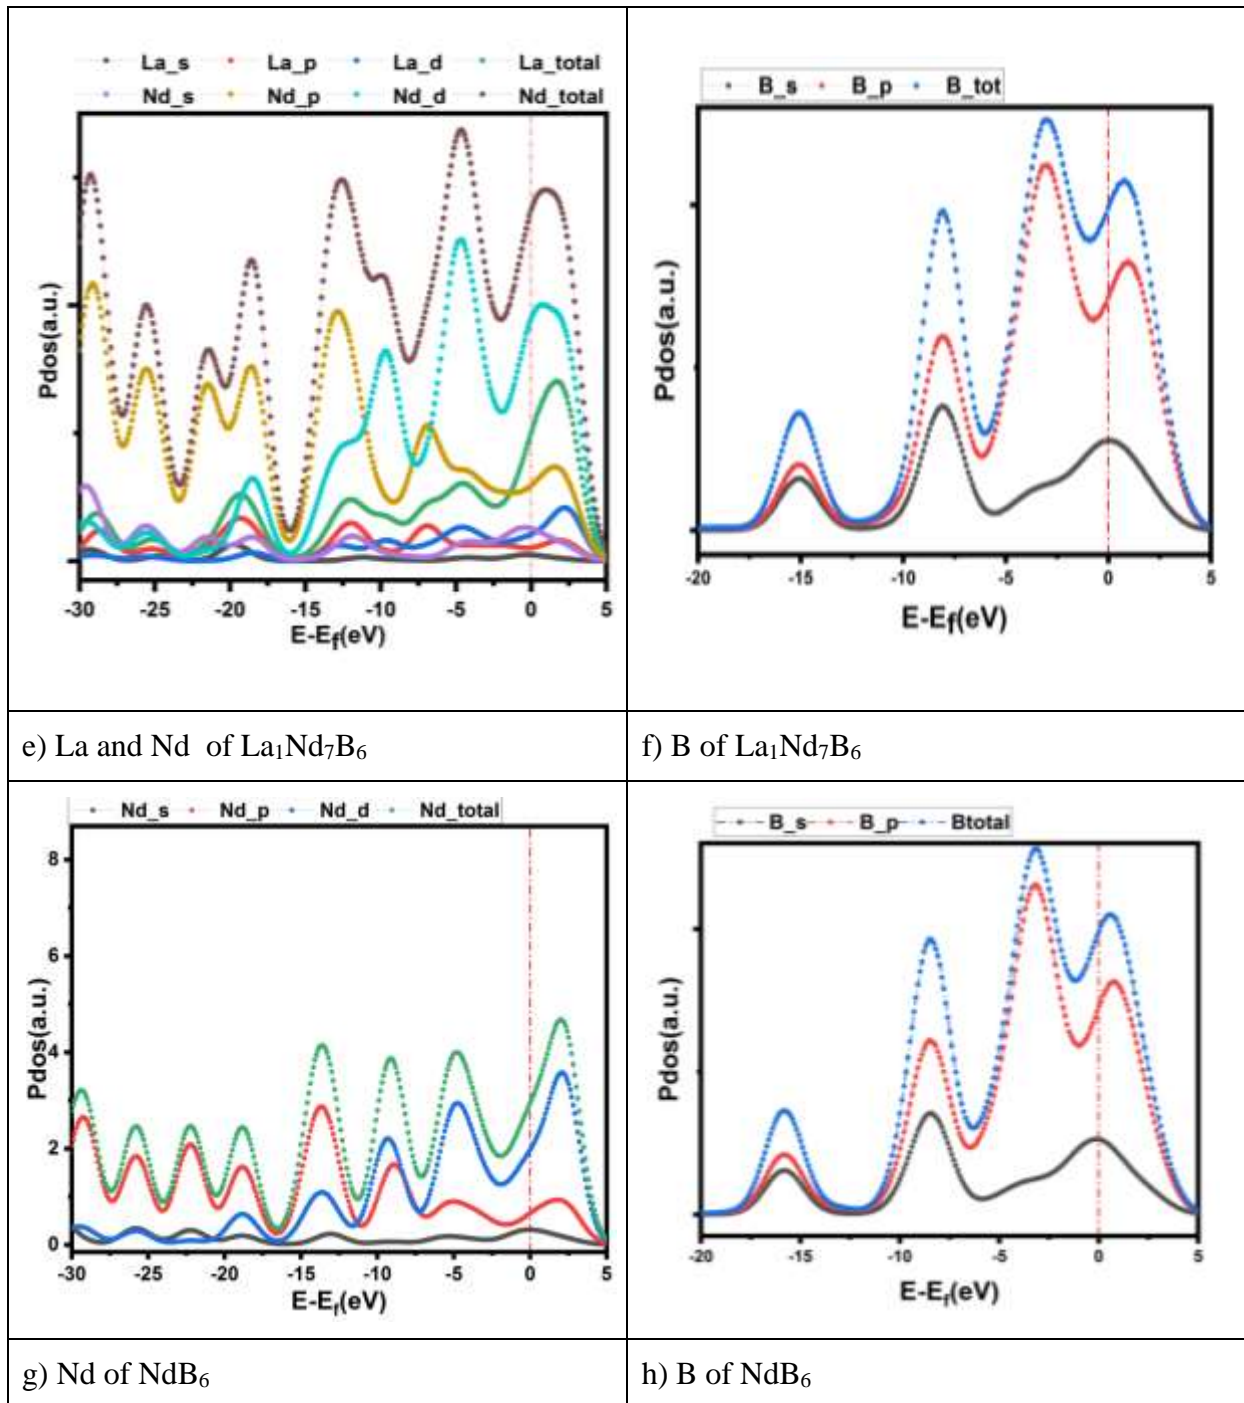 La_s La_p La_d La_total
Nd_s Nd_p Nd_d Nd_total
Pdos(a.u.)
-30 -25 -20 -15 -10 -5 0 5
E-Ef(eV)
B_s B_p B_tot
Pdos(a.u.)
-20 -15 -10 -5 0 5
E-Ef(eV)
e) La and Nd of La₁Nd₇B₆
f) B of La₁Nd₇B₆
Nd_s Nd_p Nd_d Nd_total
Pdos(a.u.)
8
6
4
2
0
-30 -25 -20 -15 -10 -5 0 5
E-Ef(eV)
B_s B_p Btotal
Pdos(a.u.)
-20 -15 -10 -5 0 5
E-Ef(eV)
g) Nd of NdB₆
h) B of NdB₆